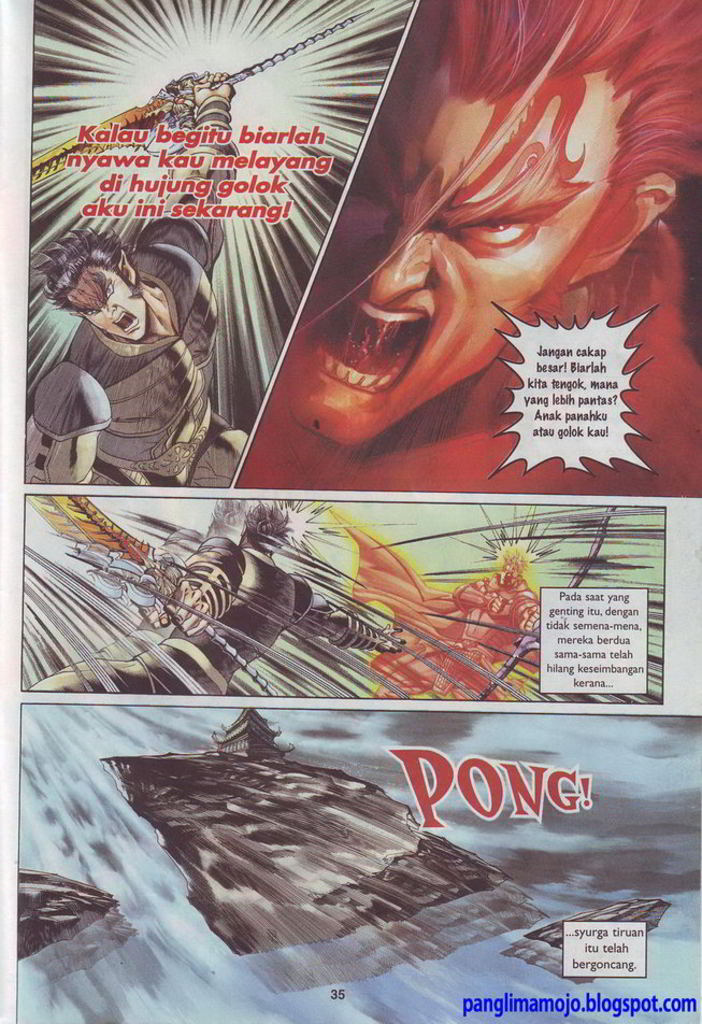 Kalau begitu biarlah
nyawa kau melayang
di hujung golok
aku ini sekarang!
Jangan cakap
besar! Biarlah
kita tengok, mana
yang lebih pantas?
Anak panahku
atau golok kau!
Pada saat yang
genting itu, dengan
tidak semena-mena,
mereka berdua
sama-sama telah
hilang keseimbangan
kerana...
PONG!
...syurga tiruan
itu telah
bergoncang.
35
panglimamojo.blogspot.com